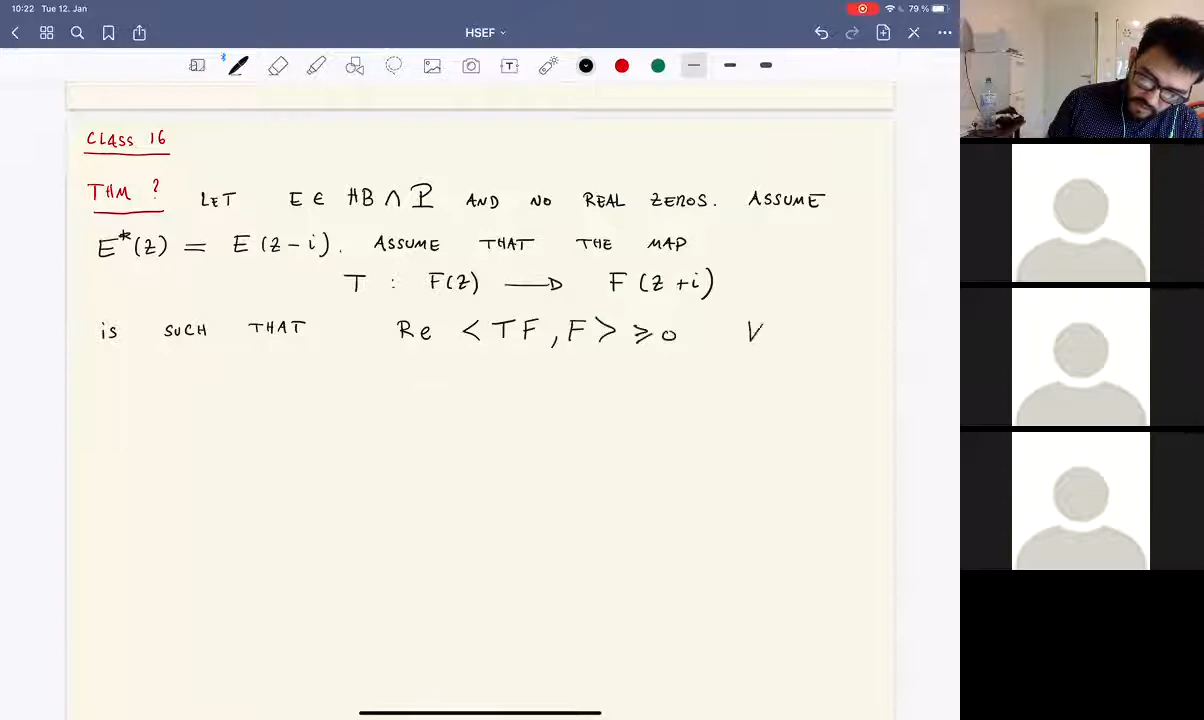 10:22 Tue 12. Jan
79 %
HSEF
CLASS 16
THM ? LET E ∈ HB ∩ P AND NO REAL ZEROS. ASSUME
E*(z) = E(z-i). ASSUME THAT THE MAP
T : F(z) → F(z+i)
is SUCH THAT Re <TF, F> ≥ 0 V